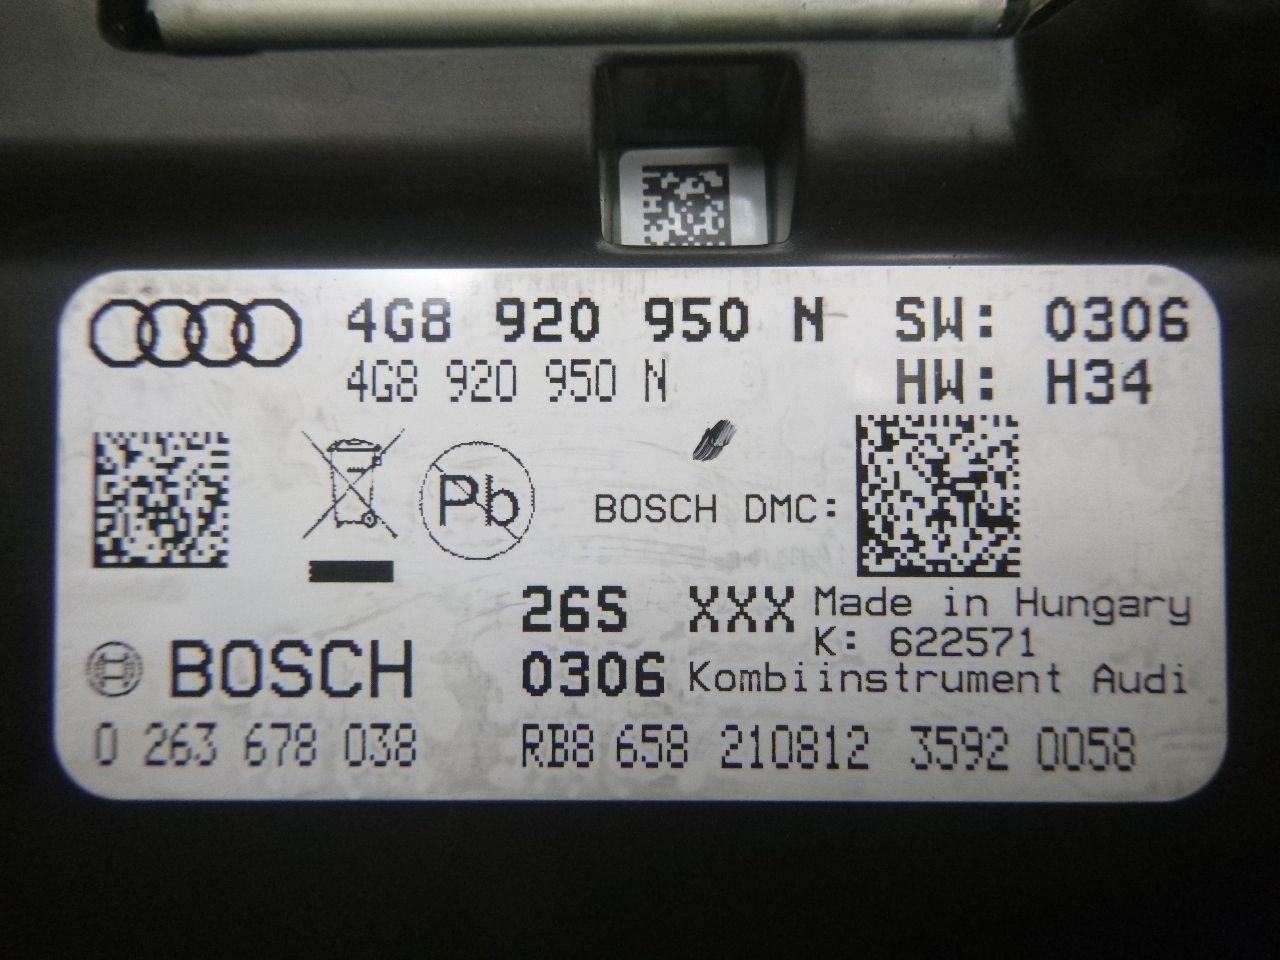 4G8 920 950 N SW: 0306
4G8 920 950 N HW: H34
Pb
BOSCH DMC:
26S XXX Made in Hungary
K: 622571
BOSCH 0306 Kombiinstrument Audi
0 263 678 038 RB8 658 210812 3592 0058